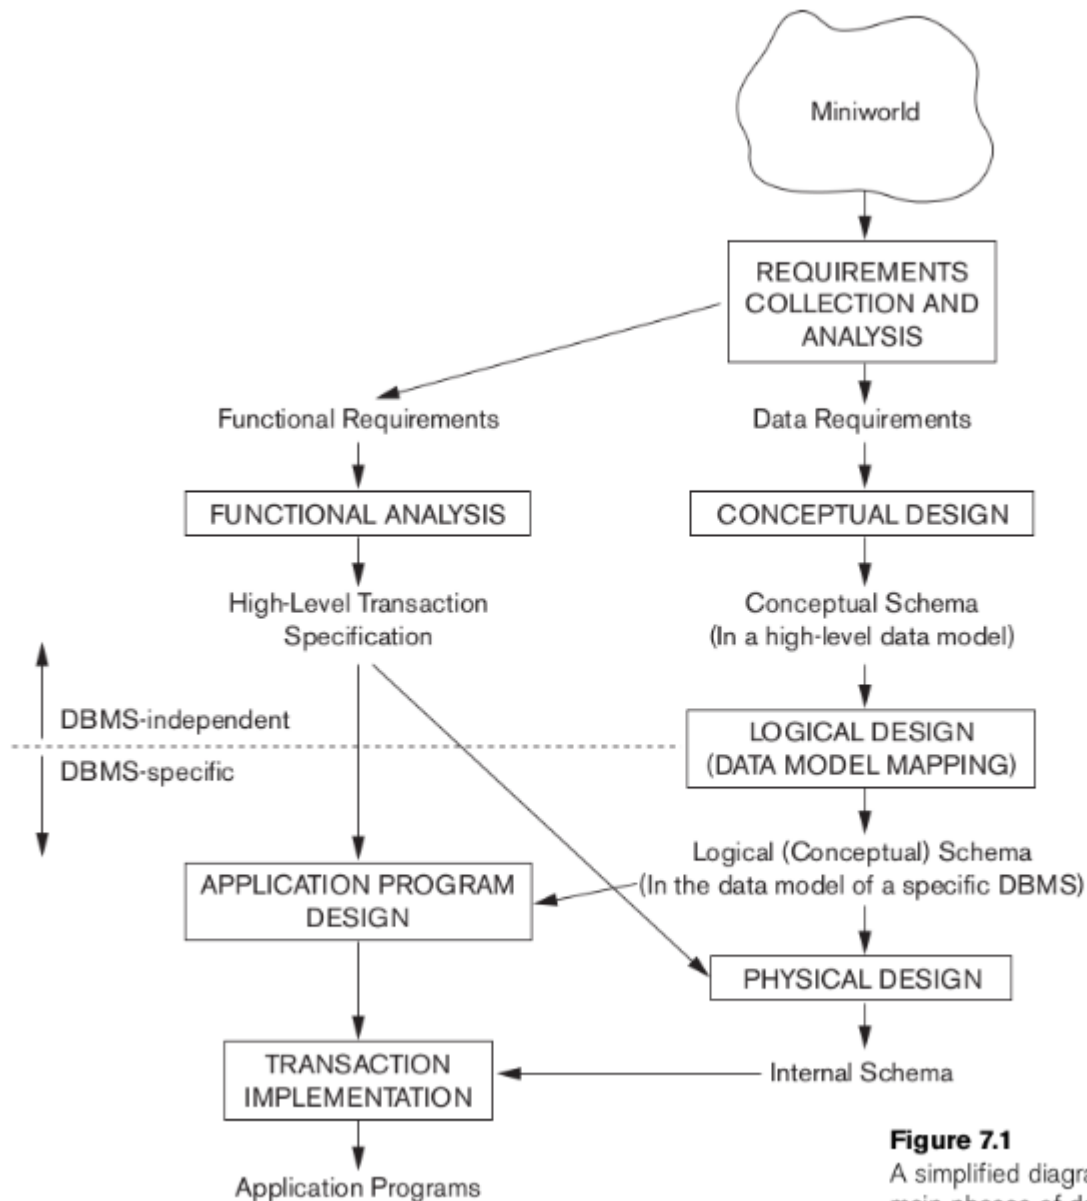 Miniworld
REQUIREMENTS
COLLECTION AND
ANALYSIS
Functional Requirements
Data Requirements
FUNCTIONAL ANALYSIS
CONCEPTUAL DESIGN
High-Level Transaction
Specification
Conceptual Schema
(In a high-level data model)
DBMS-independent
DBMS-specific
LOGICAL DESIGN
(DATA MODEL MAPPING)
Logical (Conceptual) Schema
(In the data model of a specific DBMS)
APPLICATION PROGRAM
DESIGN
PHYSICAL DESIGN
TRANSACTION
IMPLEMENTATION
Internal Schema
Application Programs
Figure 7.1
A simplified